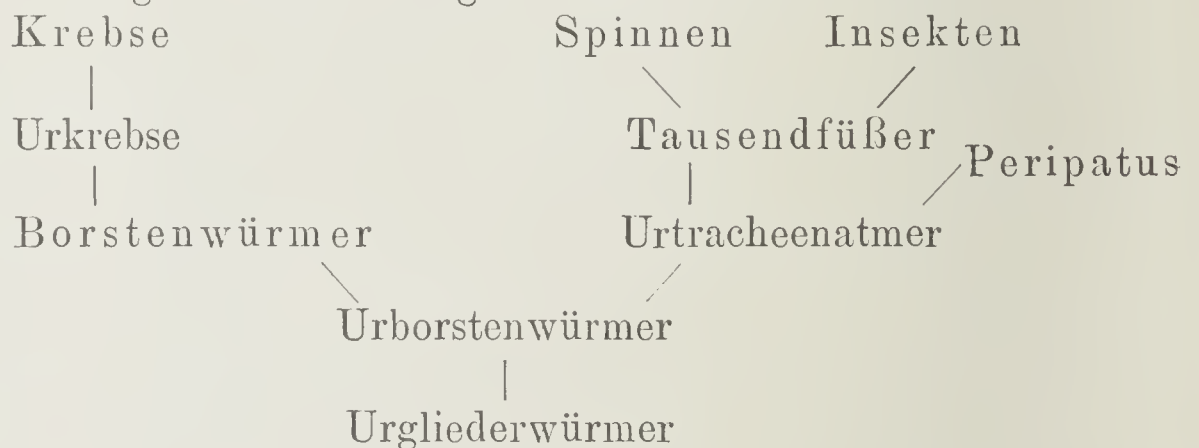 Krebse Spinnen Insekten
Urkrebse Tausendfüßer
Peripatus
Borstenwürmer Urtracheenatmer
Urborstenwürmer
Urgliederwürmer